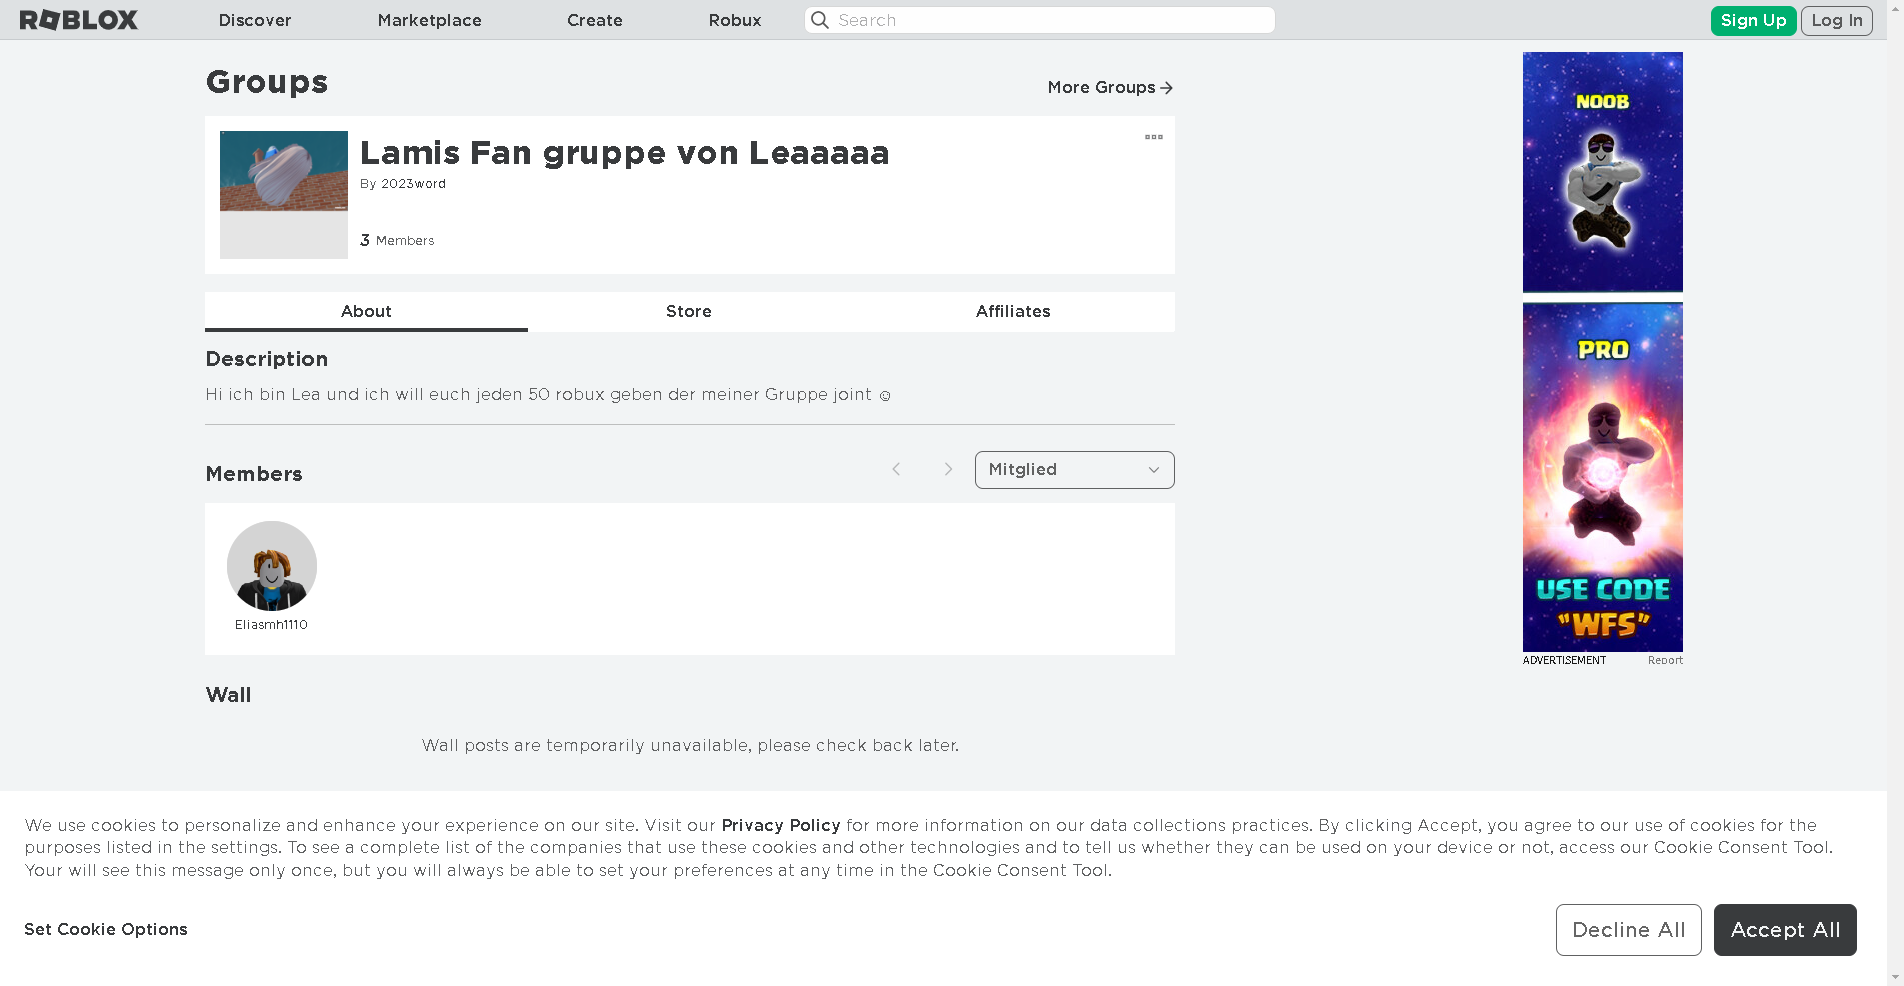 ROBLOX
Discover
Marketplace
Create
Robux
Search
Sign Up
Log In
Groups
More Groups
Lamis Fan gruppe von Leaaaaa
By 2023word
3 Members
About
Store
Affiliates
Description
Hi ich bin Lea und ich will euch jeden 50 robux geben der meiner Gruppe joint ☺
Members
Mitglied
Eliasmh1110
Wall
Wall posts are temporarily unavailable, please check back later.
NOOB
PRO
USE CODE
"WFS"
ADVERTISEMENT
Report
We use cookies to personalize and enhance your experience on our site. Visit our Privacy Policy for more information on our data collections practices. By clicking Accept, you agree to our use of cookies for the
purposes listed in the settings. To see a complete list of the companies that use these cookies and other technologies and to tell us whether they can be used on your device or not, access our Cookie Consent Tool.
Your will see this message only once, but you will always be able to set your preferences at any time in the Cookie Consent Tool.
Set Cookie Options
Decline All
Accept All